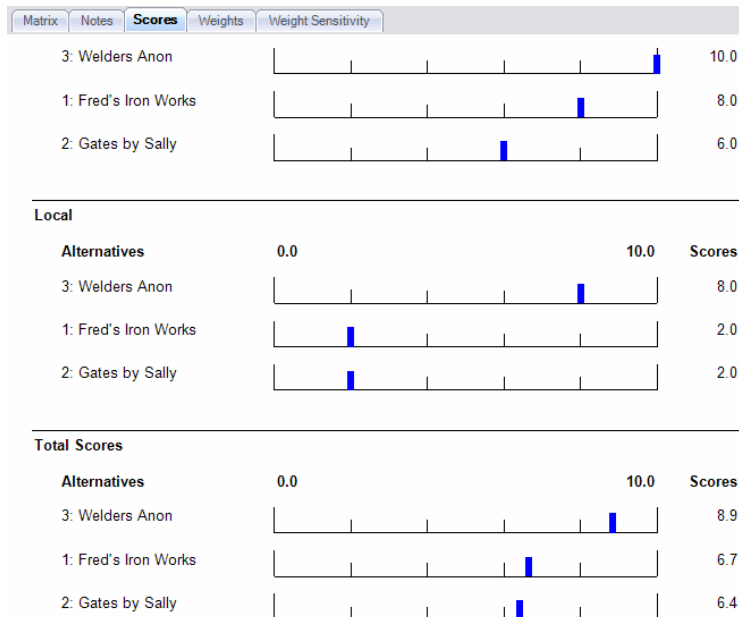 Matrix Notes Scores Weights Weight Sensitivity
3: Welders Anon 10.0
1: Fred's Iron Works 8.0
2: Gates by Sally 6.0
Local
Alternatives 0.0 10.0 Scores
3: Welders Anon 8.0
1: Fred's Iron Works 2.0
2: Gates by Sally 2.0
Total Scores
Alternatives 0.0 10.0 Scores
3: Welders Anon 8.9
1: Fred's Iron Works 6.7
2: Gates by Sally 6.4